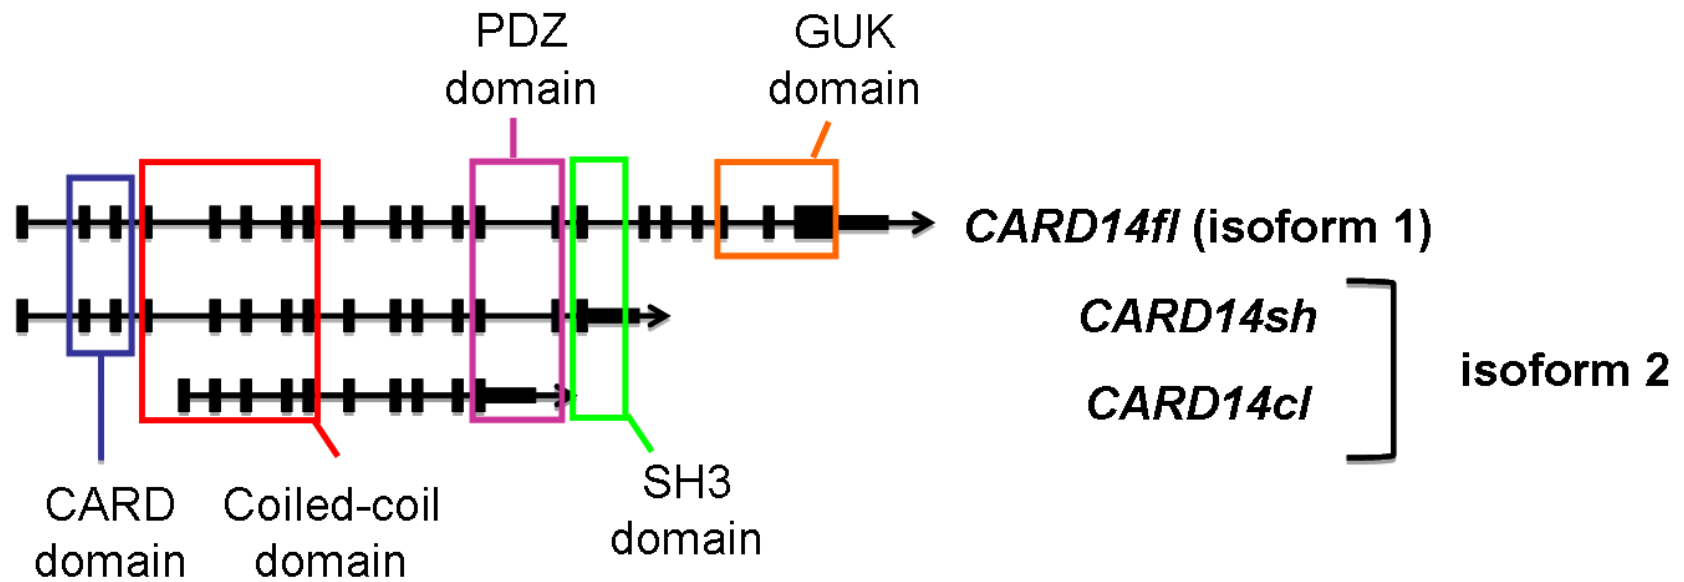 PDZ
domain
GUK
domain
CARD14fl (isoform 1)
CARD14sh
isoform 2
CARD14cl
SH3
domain
CARD
domain
Coiled-coil
domain